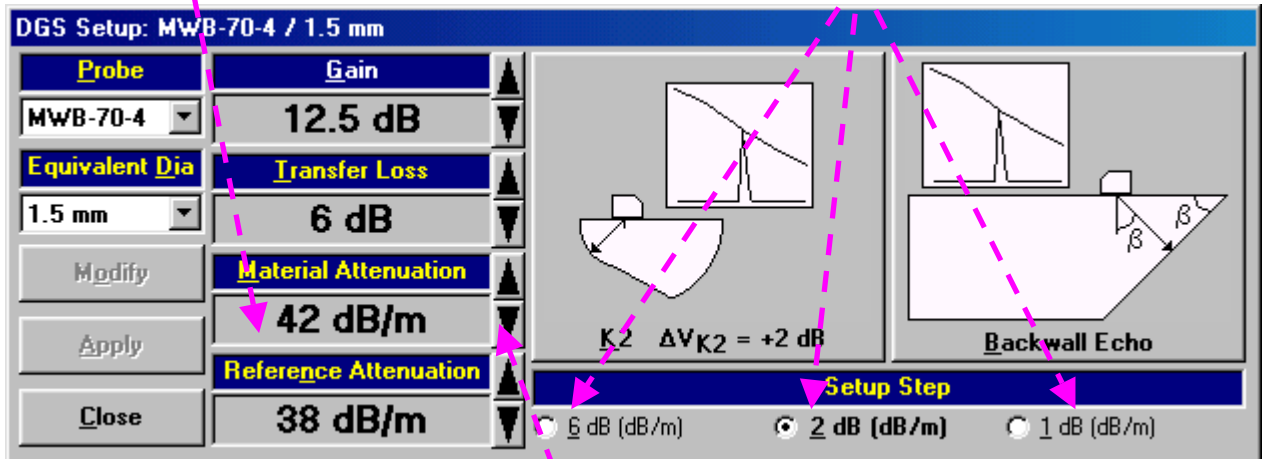 DGS Setup: MWB-70-4 / 1.5 mm
Probe
MWB-70-4
Equivalent Dia
1.5 mm
Modify
Apply
Close
Gain
12.5 dB
Transfer Loss
6 dB
Material Attenuation
42 dB/m
Reference Attenuation
38 dB/m
K2 ΔVK2 = +2 dB
β
β
Backwall Echo
Setup Step
6 dB (dB/m) 2 dB (dB/m) 1 dB (dB/m)